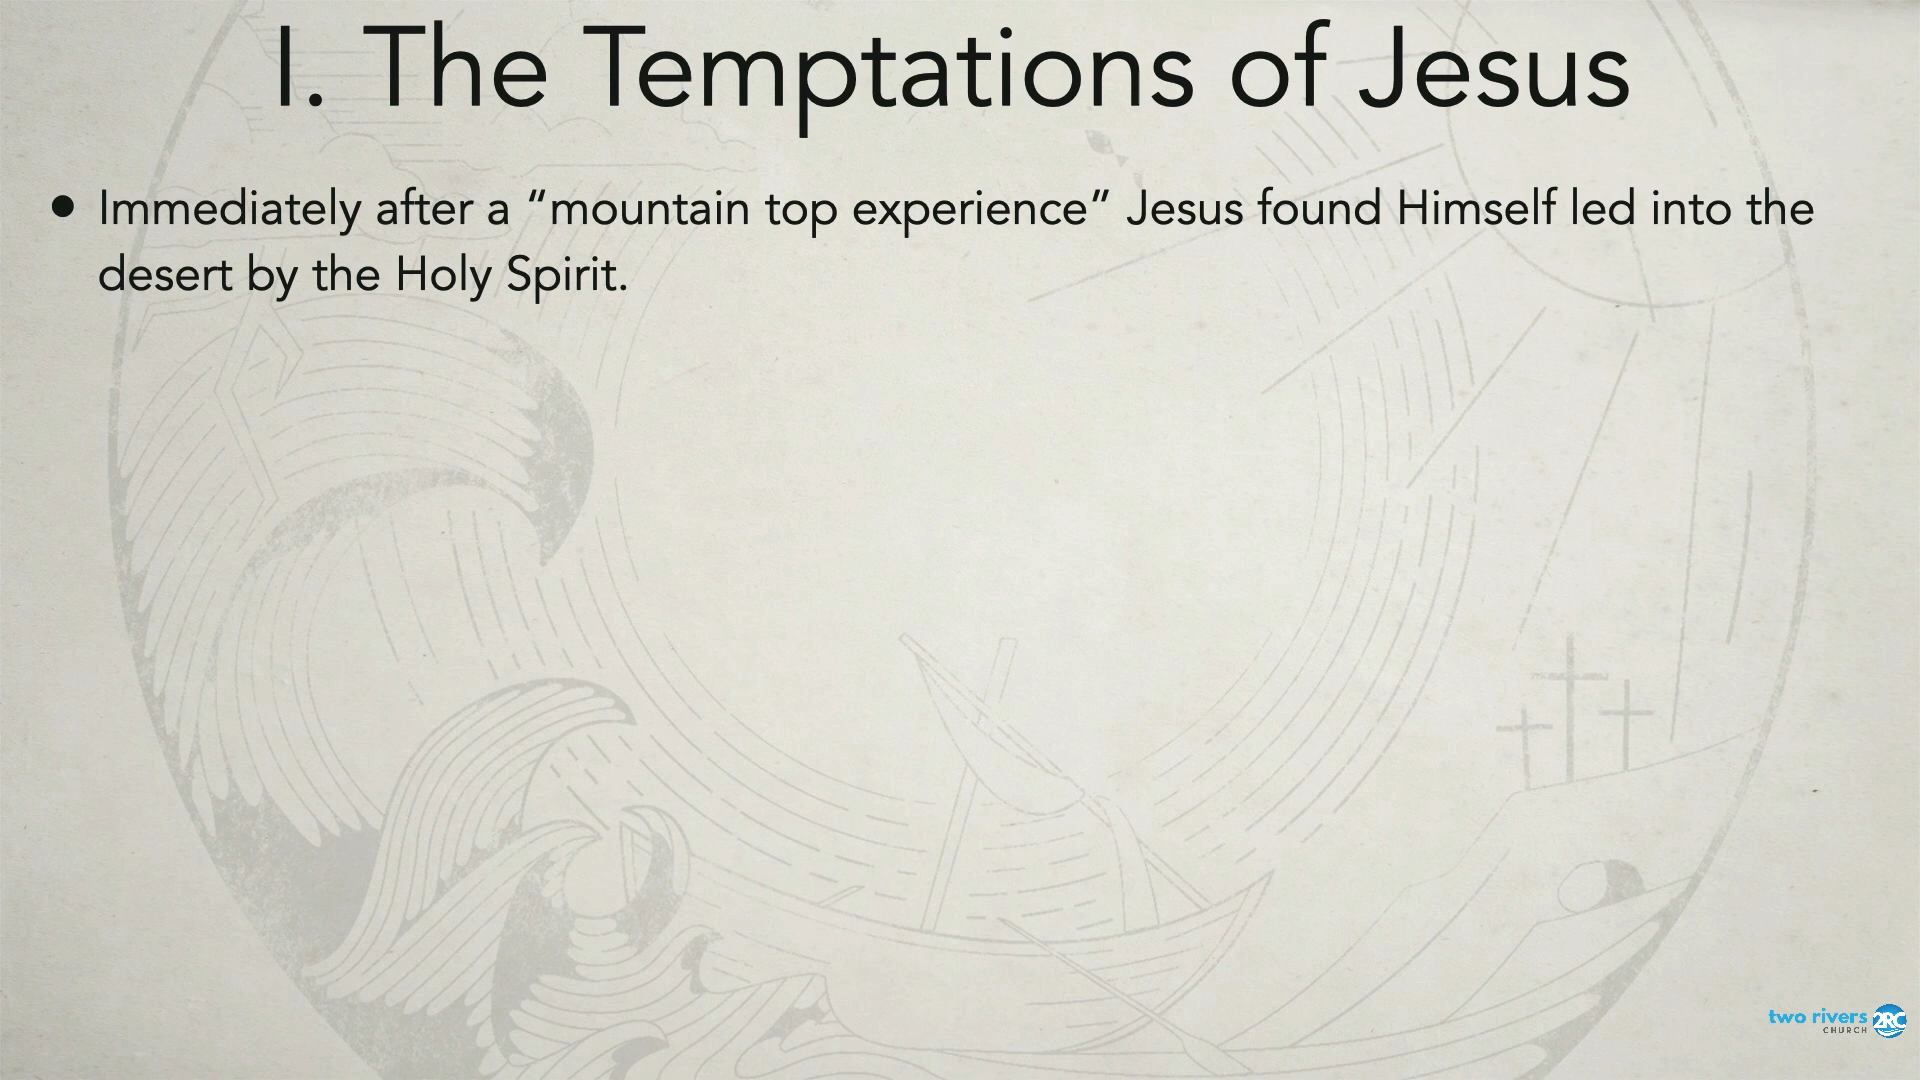 I. The Temptations of Jesus
• Immediately after a “mountain top experience” Jesus found Himself led into the
desert by the Holy Spirit.
two rivers
CHURCH
2RC